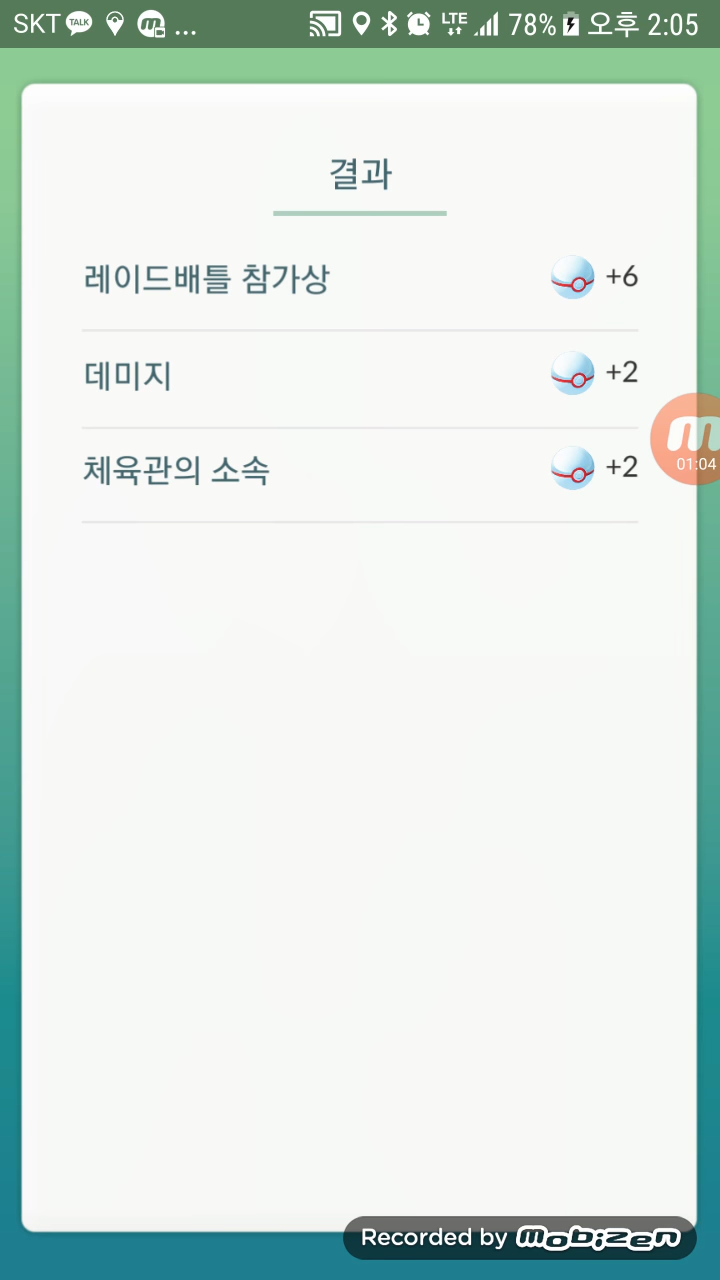 SKT TALK m ... LTE 78% 오후 2:05
결과
레이드배틀 참가상 +6
데미지 +2
체육관의 소속 +2
m
01:04
Recorded by mobizen